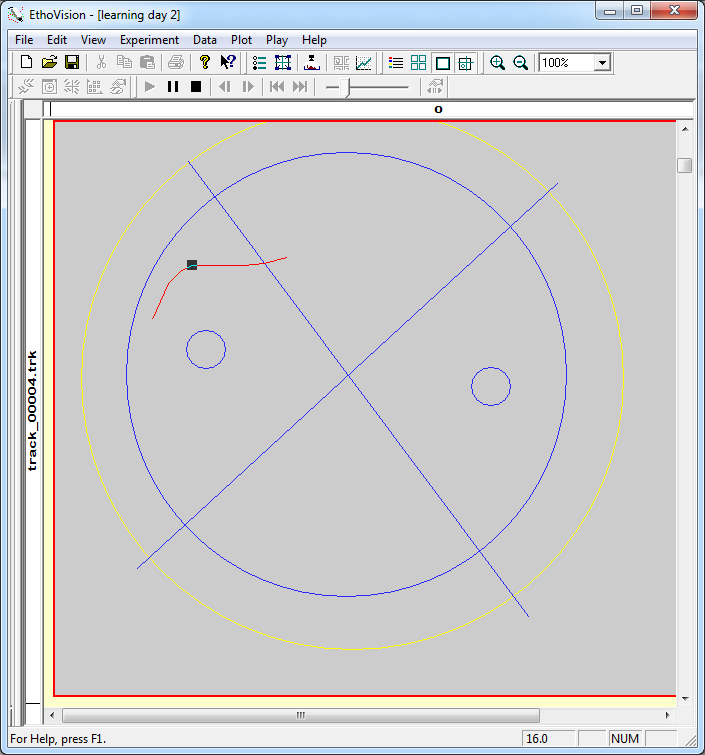 EthoVision - [learning day 2]
File Edit View Experiment Data Plot Play Help
100%
o
track_00004.trk
For Help, press F1.
16.0
NUM